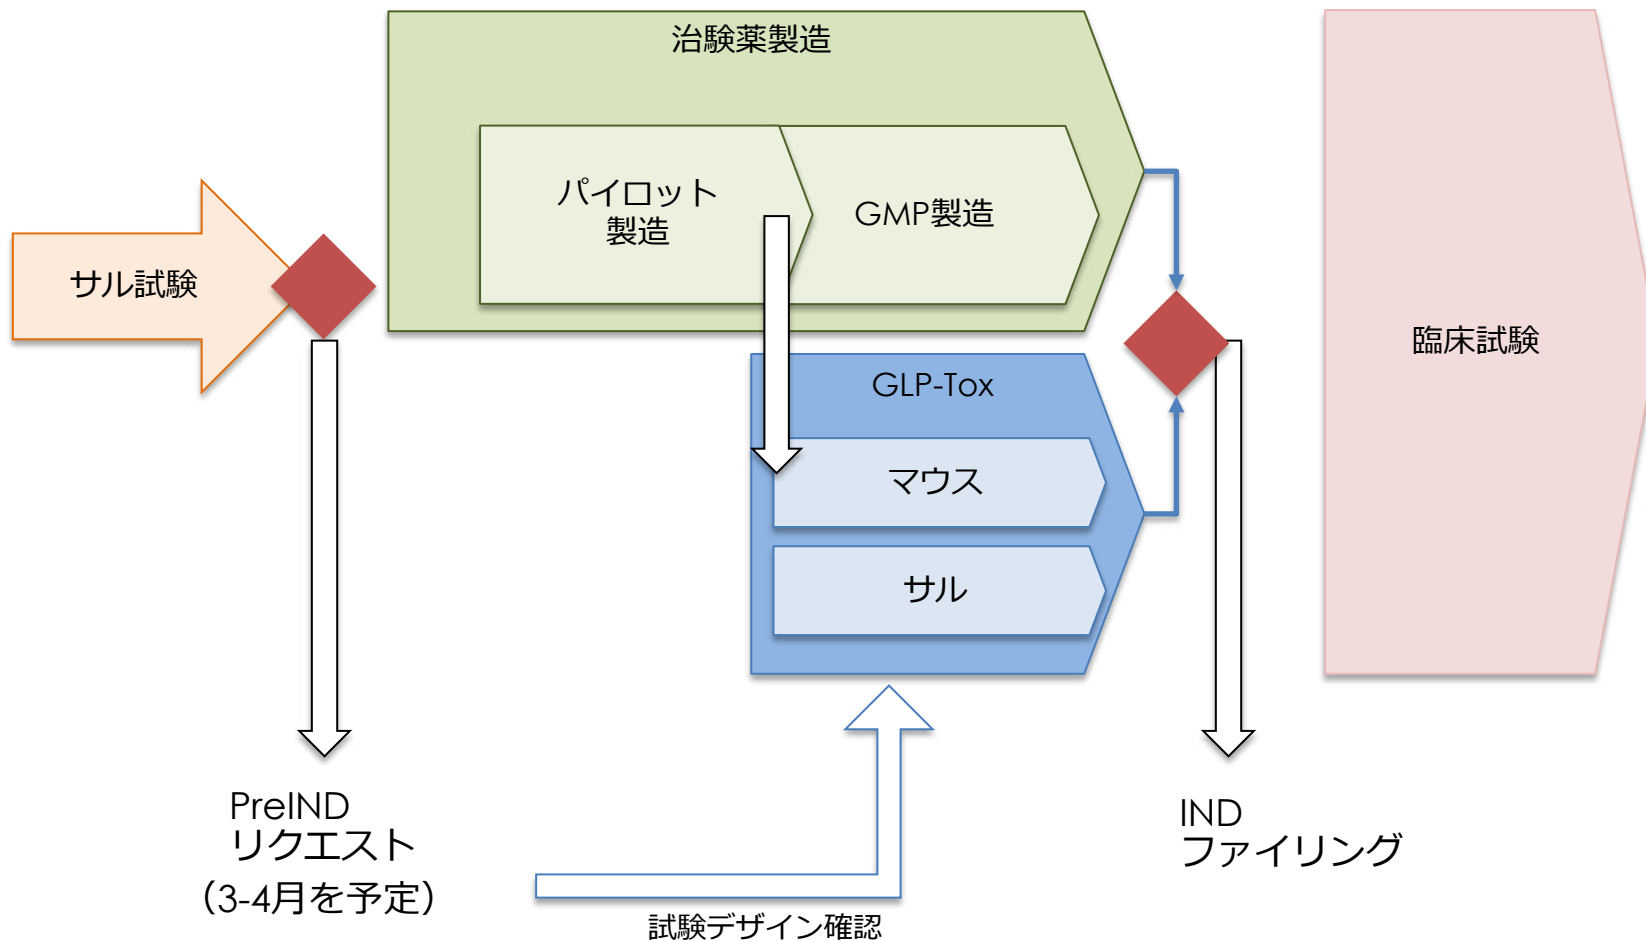 治験薬製造
パイロット
製造
GMP製造
サル試験
臨床試験
GLP-Tox
マウス
サル
PreIND
リクエスト
（3-4月を予定）
IND
ファイリング
試験デザイン確認